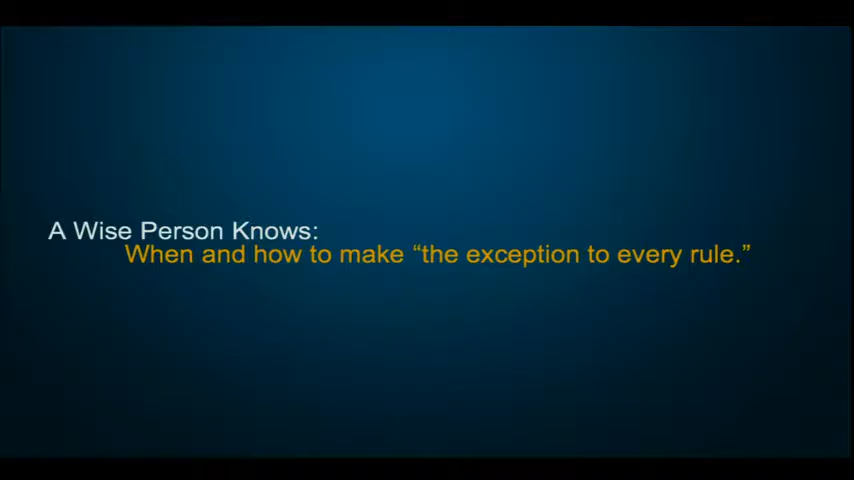 A Wise Person Knows:
When and how to make “the exception to every rule.”